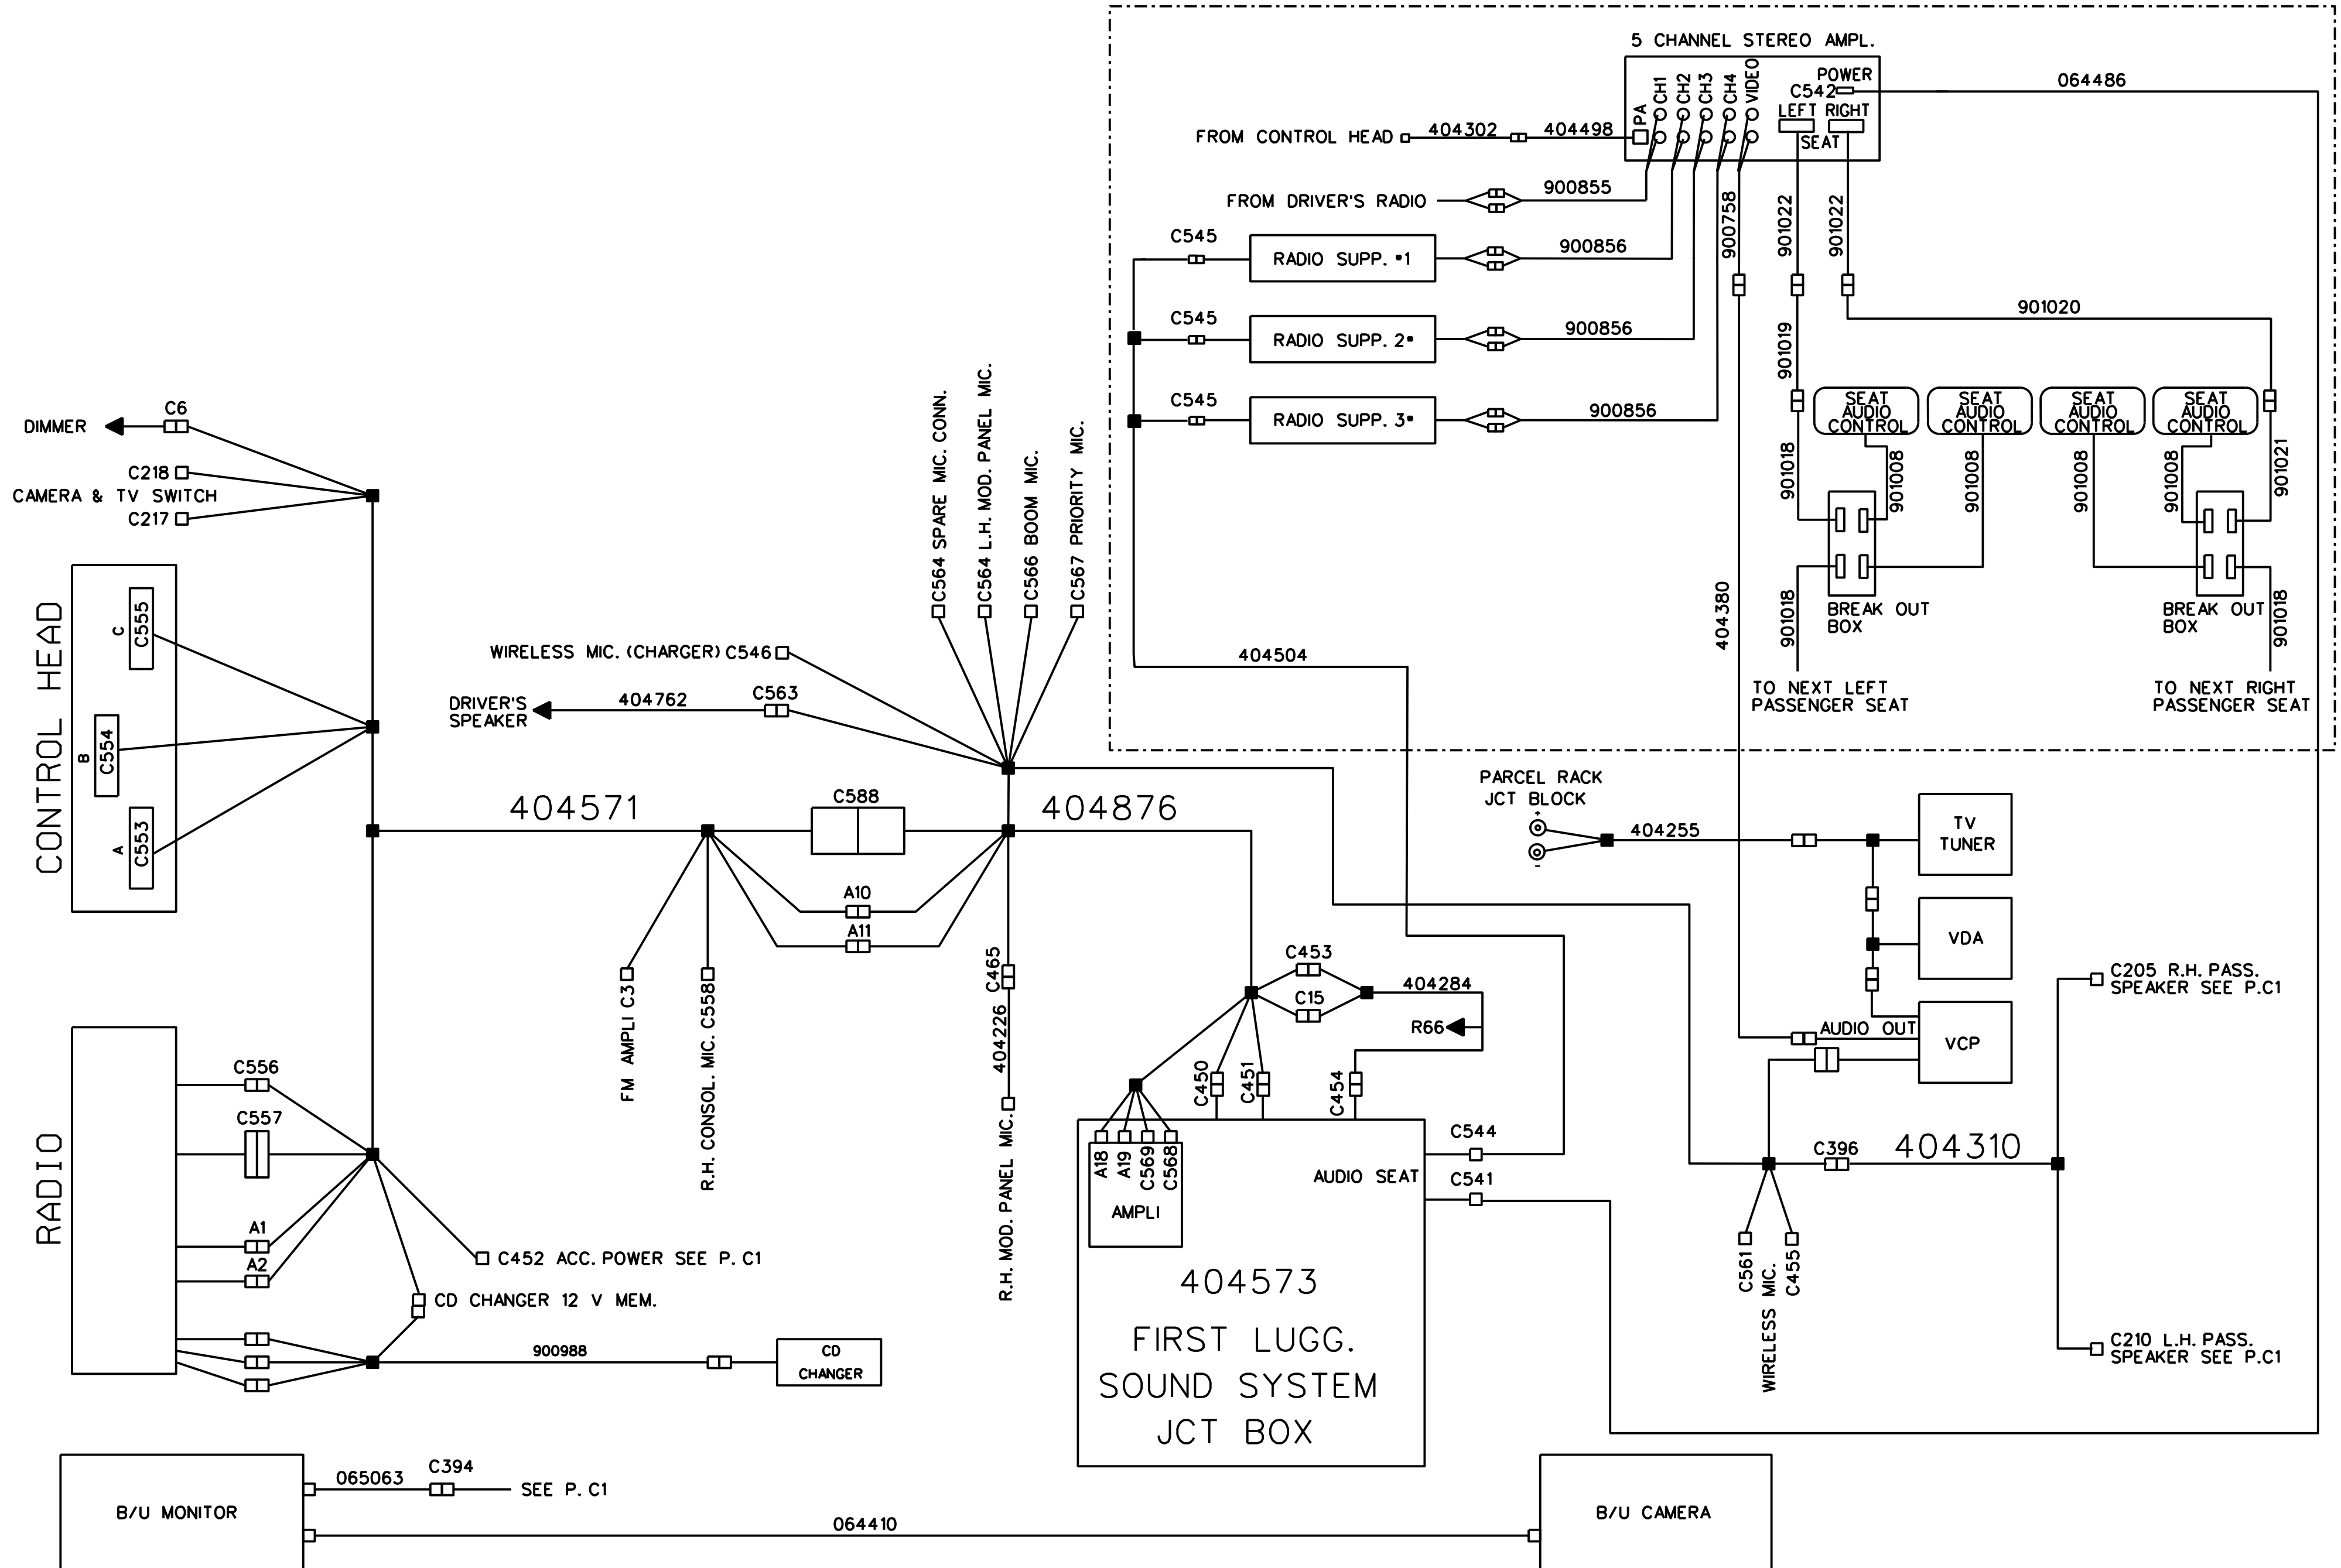 5 CHANNEL STEREO AMPL.
POWER
C542
LEFT RIGHT
SEAT
PA
CH1
CH2
CH3
CH4
VIDEO
064486
FROM CONTROL HEAD
404302
404498
FROM DRIVER'S RADIO
900855
C545
RADIO SUPP. •1
900856
C545
RADIO SUPP. 2•
900856
C545
RADIO SUPP. 3•
900856
900758
901022
901022
901020
901019
SEAT
AUDIO
CONTROL
SEAT
AUDIO
CONTROL
SEAT
AUDIO
CONTROL
SEAT
AUDIO
CONTROL
901018
901008
901008
901008
901008
901021
BREAK OUT
BOX
BREAK OUT
BOX
901018
901018
TO NEXT LEFT
PASSENGER SEAT
TO NEXT RIGHT
PASSENGER SEAT
404380
404504
DIMMER
C6
C218
CAMERA & TV SWITCH
C217
CONTROL HEAD
C
C555
B
C554
A
C553
C564 SPARE MIC. CONN.
C564 L.H. MOD. PANEL MIC.
C566 BOOM MIC.
C567 PRIORITY MIC.
WIRELESS MIC. (CHARGER) C546
DRIVER'S
SPEAKER
404762
C563
404571
C588
404876
A10
A11
FM AMPLI C3
R.H. CONSOL. MIC. C558
C465
404226
R.H. MOD. PANEL MIC.
C453
C15
404284
R66
C450
C451
C454
PARCEL RACK
JCT BLOCK
+
-
404255
TV
TUNER
VDA
VCP
AUDIO OUT
C205 R.H. PASS.
SPEAKER SEE P.C1
RADIO
C556
C557
A1
A2
C452 ACC. POWER SEE P. C1
CD CHANGER 12 V MEM.
900988
CD
CHANGER
A18
A19
C569
C568
AMPLI
AUDIO SEAT
C544
C541
404573
FIRST LUGG.
SOUND SYSTEM
JCT BOX
C396
404310
C561
WIRELESS MIC.
C455
C210 L.H. PASS.
SPEAKER SEE P.C1
B/U MONITOR
065063
C394
SEE P. C1
064410
B/U CAMERA